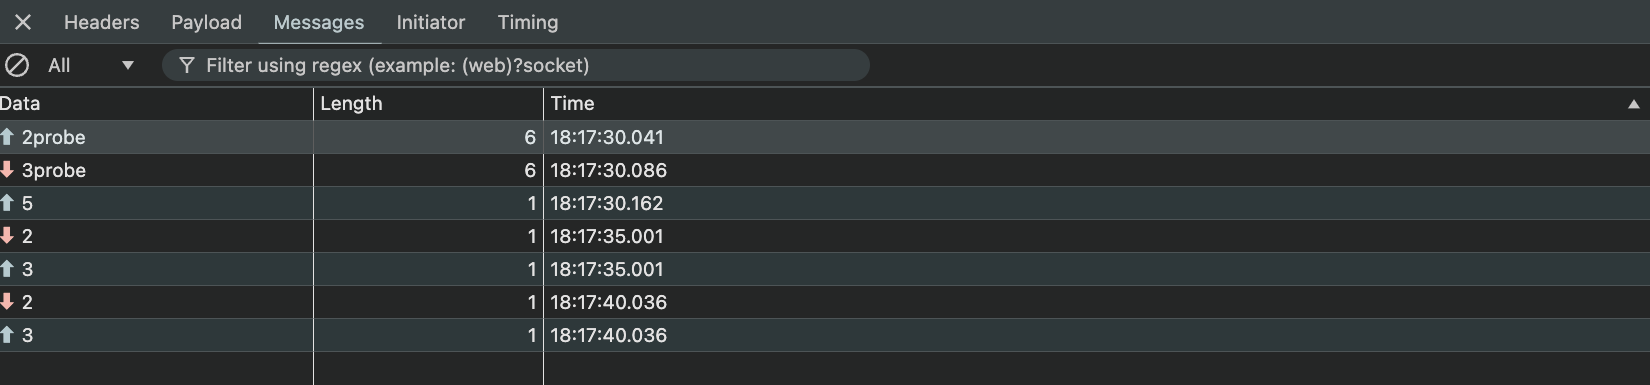 Headers Payload Messages Initiator Timing
All Filter using regex (example: (web)?socket)
Data Length Time
2probe 6 18:17:30.041
3probe 6 18:17:30.086
5 1 18:17:30.162
2 1 18:17:35.001
3 1 18:17:35.001
2 1 18:17:40.036
3 1 18:17:40.036